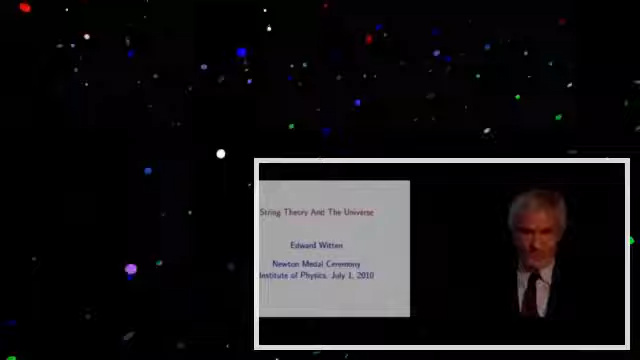 String Theory And The Universe
Edward Witten
Newton Medal Ceremony
Institute of Physics, July 1, 2010